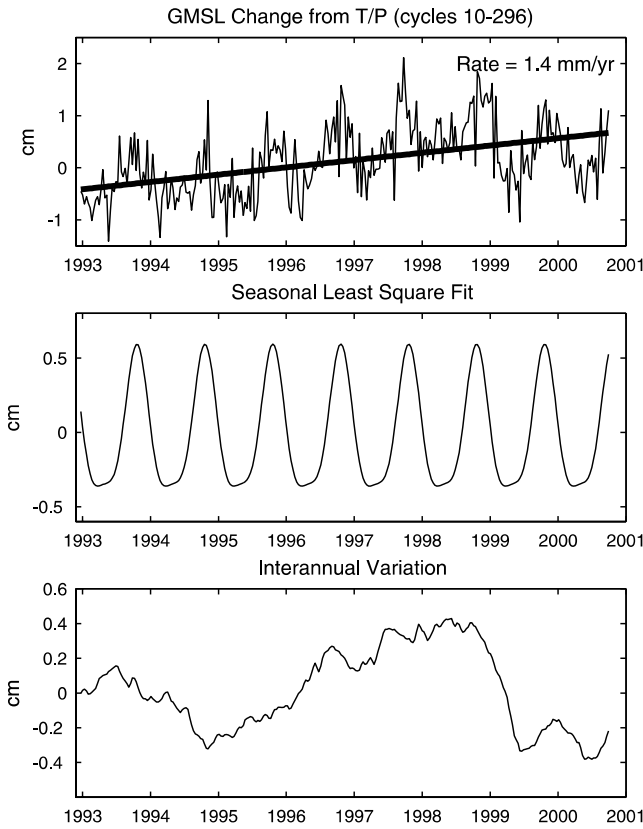 GMSL Change from T/P (cycles 10-296)
Rate = 1.4 mm/yr
cm
2
1
0
-1
1993 1994 1995 1996 1997 1998 1999 2000 2001
Seasonal Least Square Fit
cm
0.5
0
-0.5
1993 1994 1995 1996 1997 1998 1999 2000 2001
Interannual Variation
cm
0.6
0.4
0.2
0
-0.2
-0.4
1993 1994 1995 1996 1997 1998 1999 2000 2001